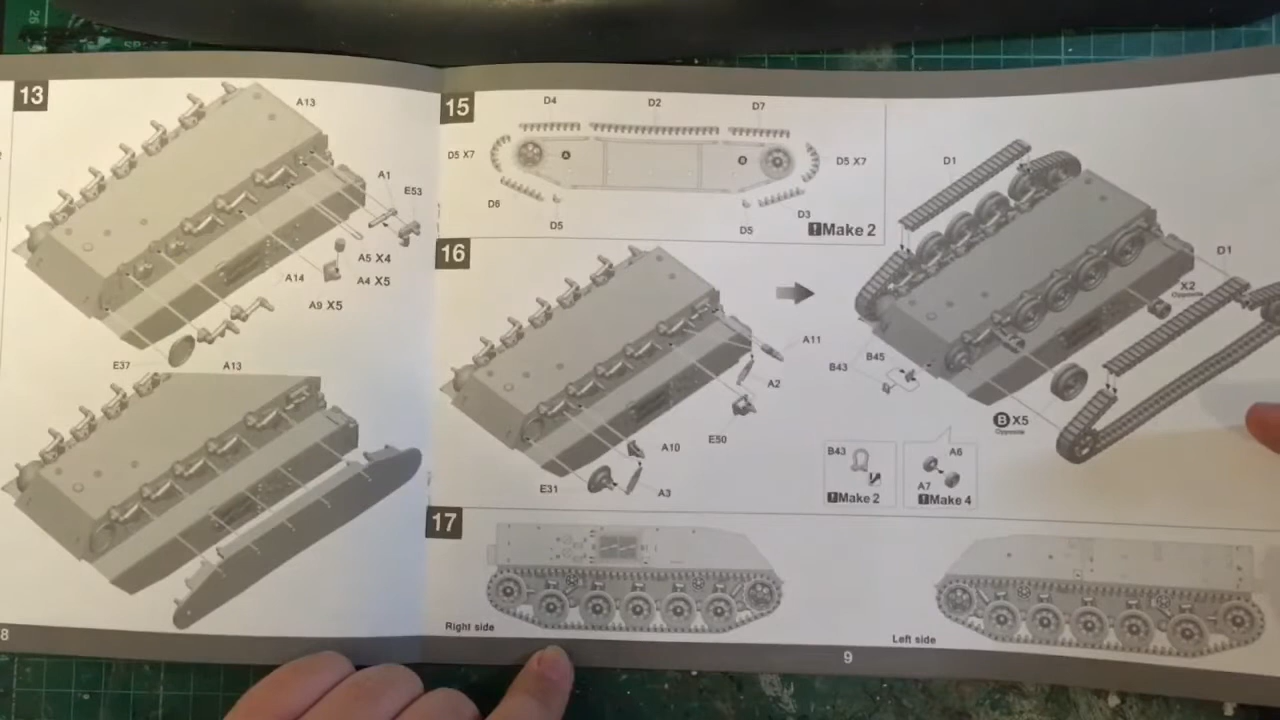 13
A13
A1
E53
A5 X4
A4 X5
A14
A9 X5
E37
A13
8
15
D4
D2
D7
D5 X7
A
B
D5 X7
D6
D5
D5
D3
!Make 2
16
A11
A2
E50
A10
E31
A3
D1
D1
X2
Opposite
B45
B43
B X5
Opposite
B43
!Make 2
A6
A7
!Make 4
17
Right side
Left side
9